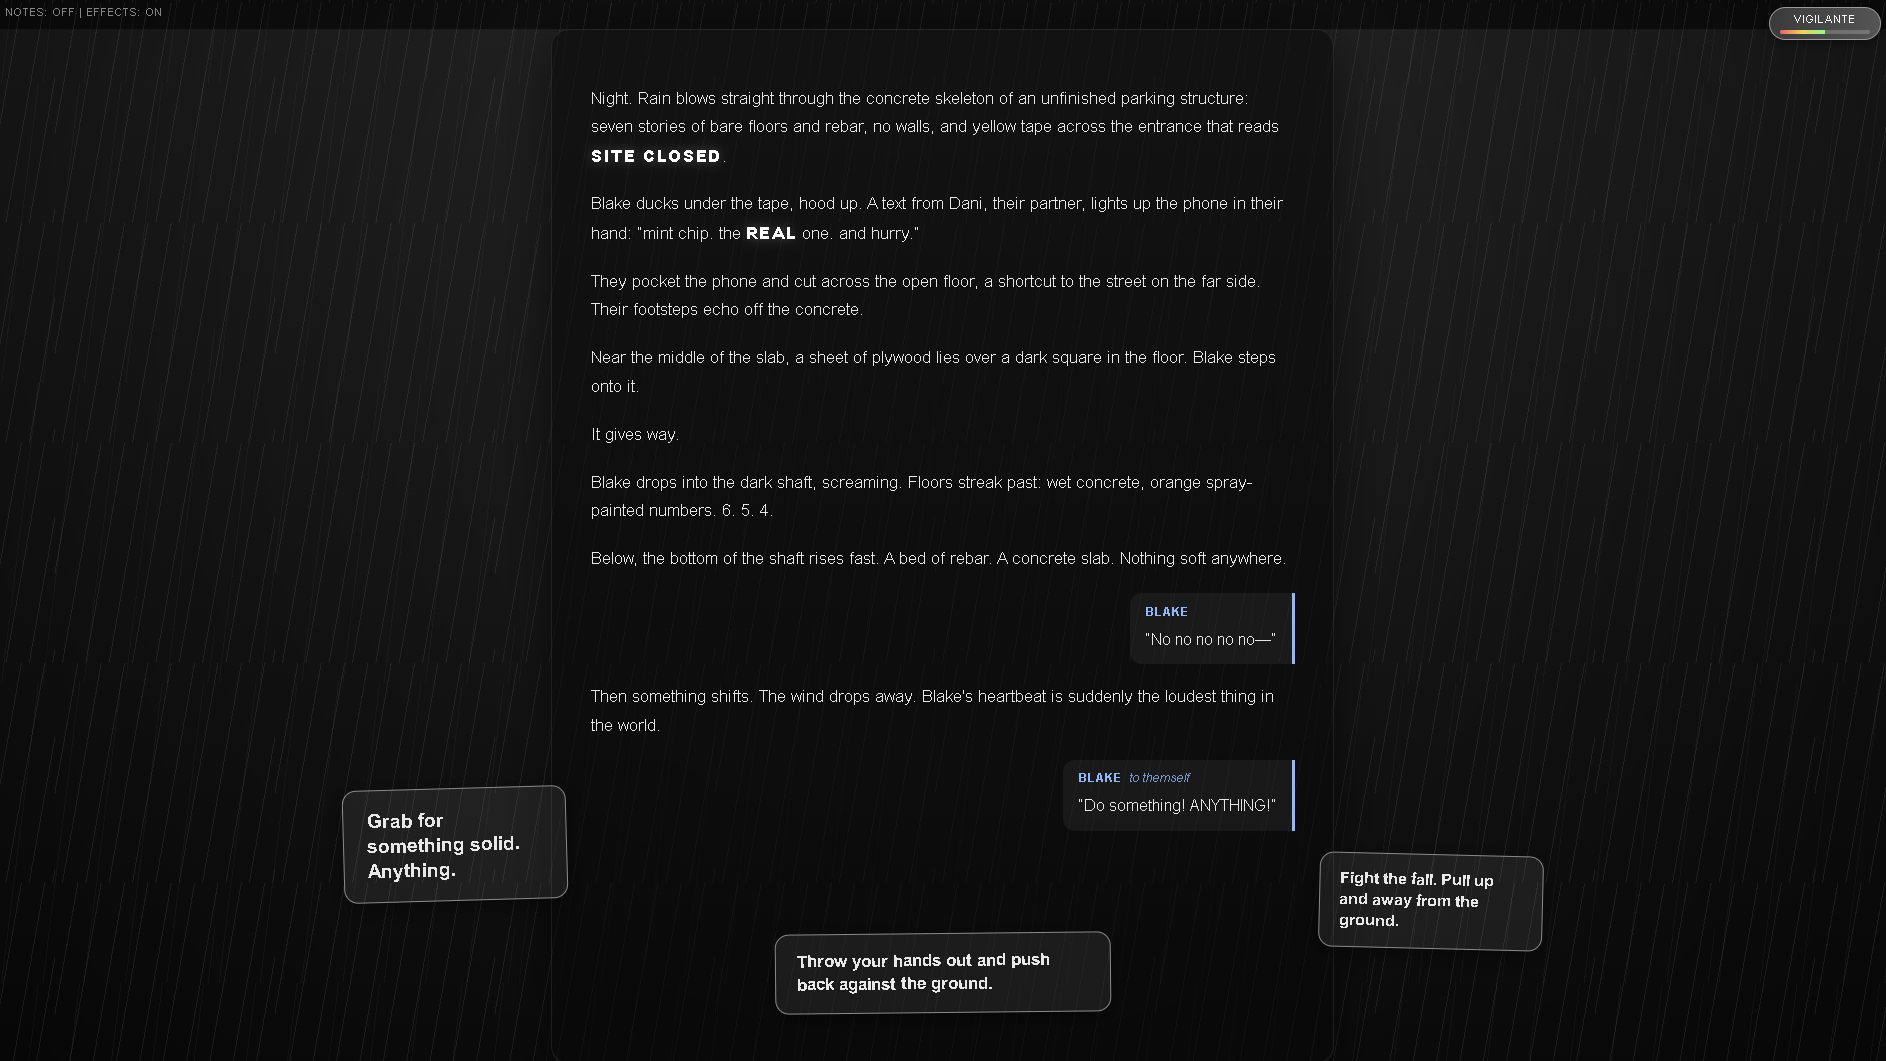 NOTES: OFF | EFFECTS: ON
VIGILANTE
Night. Rain blows straight through the concrete skeleton of an unfinished parking structure:
seven stories of bare floors and rebar, no walls, and yellow tape across the entrance that reads
SITE CLOSED.
Blake ducks under the tape, hood up. A text from Dani, their partner, lights up the phone in their
hand: "mint chip. the REAL one. and hurry."
They pocket the phone and cut across the open floor, a shortcut to the street on the far side.
Their footsteps echo off the concrete.
Near the middle of the slab, a sheet of plywood lies over a dark square in the floor. Blake steps
onto it.
It gives way.
Blake drops into the dark shaft, screaming. Floors streak past: wet concrete, orange spray-
painted numbers. 6. 5. 4.
Below, the bottom of the shaft rises fast. A bed of rebar. A concrete slab. Nothing soft anywhere.
BLAKE
"No no no no no—"
Then something shifts. The wind drops away. Blake's heartbeat is suddenly the loudest thing in
the world.
BLAKE to themself
"Do something! ANYTHING!"
Grab for
something solid.
Anything.
Fight the fall. Pull up
and away from the
ground.
Throw your hands out and push
back against the ground.